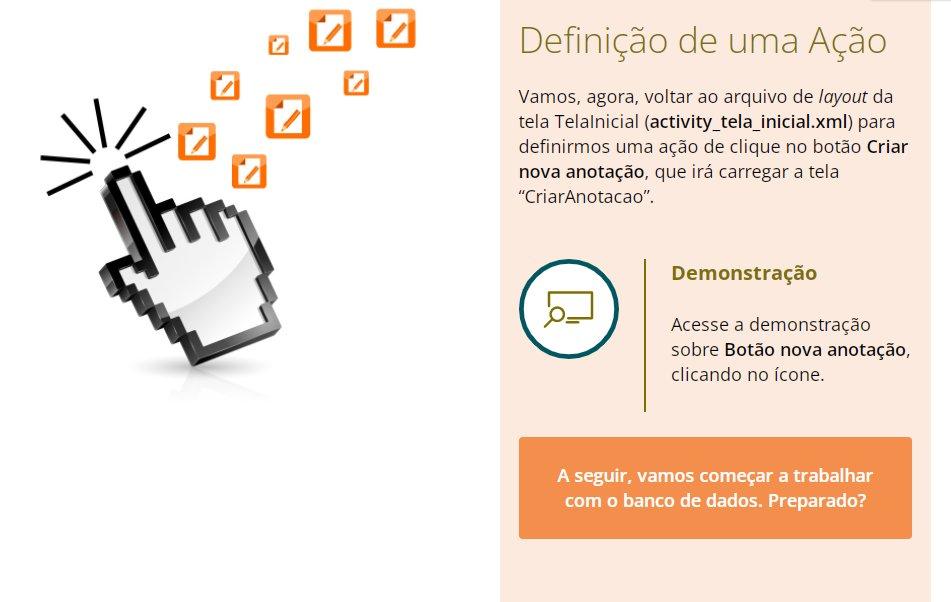 Definição de uma Ação
Vamos, agora, voltar ao arquivo de layout da
tela TelaInicial (activity_tela_inicial.xml) para
definirmos uma ação de clique no botão Criar
nova anotação, que irá carregar a tela
“CriarAnotacao”.
Demonstração
Acesse a demonstração
sobre Botão nova anotação,
clicando no ícone.
A seguir, vamos começar a trabalhar
com o banco de dados. Preparado?